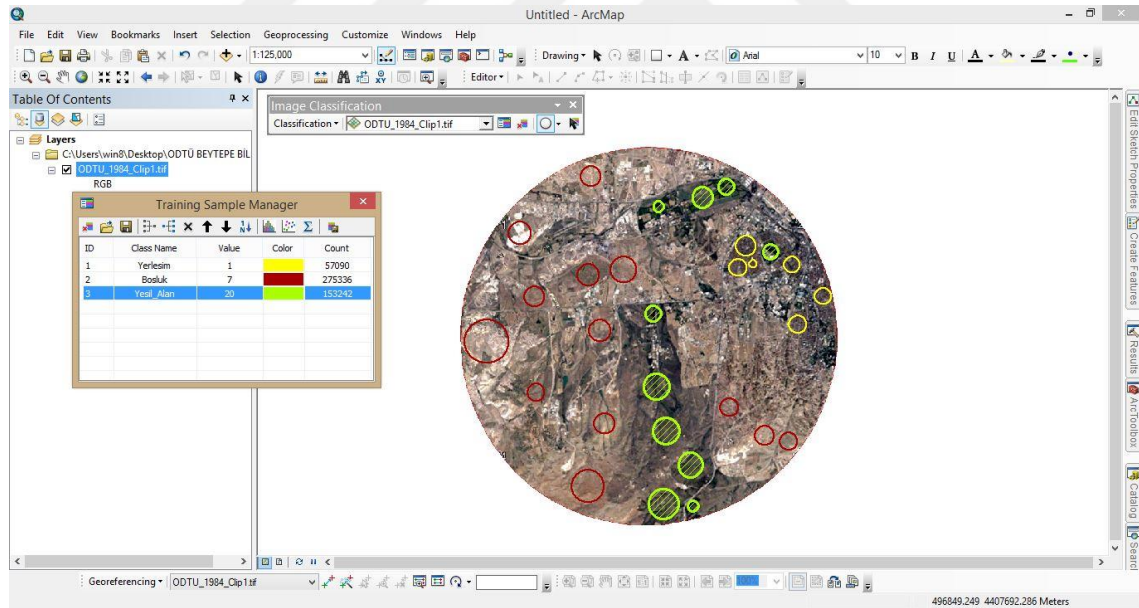 Untitled - ArcMap
File Edit View Bookmarks Insert Selection Geoprocessing Customize Windows Help
1:125,000 Drawing A Arial 10 B I U A
Editor
Table Of Contents
Layers
C:\Users\win8\Desktop\ODTÜ BEYTEPE BİL
ODTU_1984_Clip1.tif
RGB
Image Classification
Classification ODTU_1984_Clip1.tif
Training Sample Manager
ID Class Name Value Color Count
1 Yerlesim 1 57090
2 Bosluk 7 275336
3 Yesil_Alan 20 153242
Edit Sketch Properties
Create Features
Results
ArcToolbox
Catalog
Search
Georeferencing ODTU_1984_Clip1.tif
100%
496849.249 4407692.286 Meters